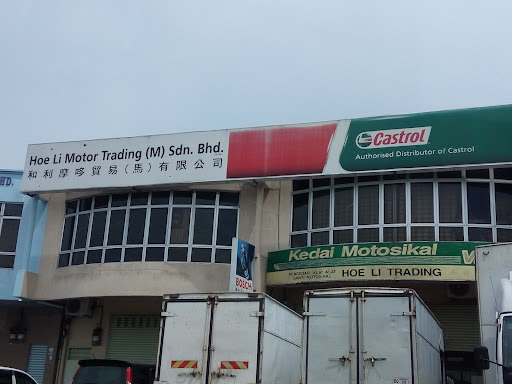 Hoe Li Motor Trading (M) Sdn. Bhd.
和利摩哆貿易(馬)有限公司
Castrol
Authorised Distributor of Castrol
HD.
Kedai Motosikal
HOE LI TRADING
BOSCH